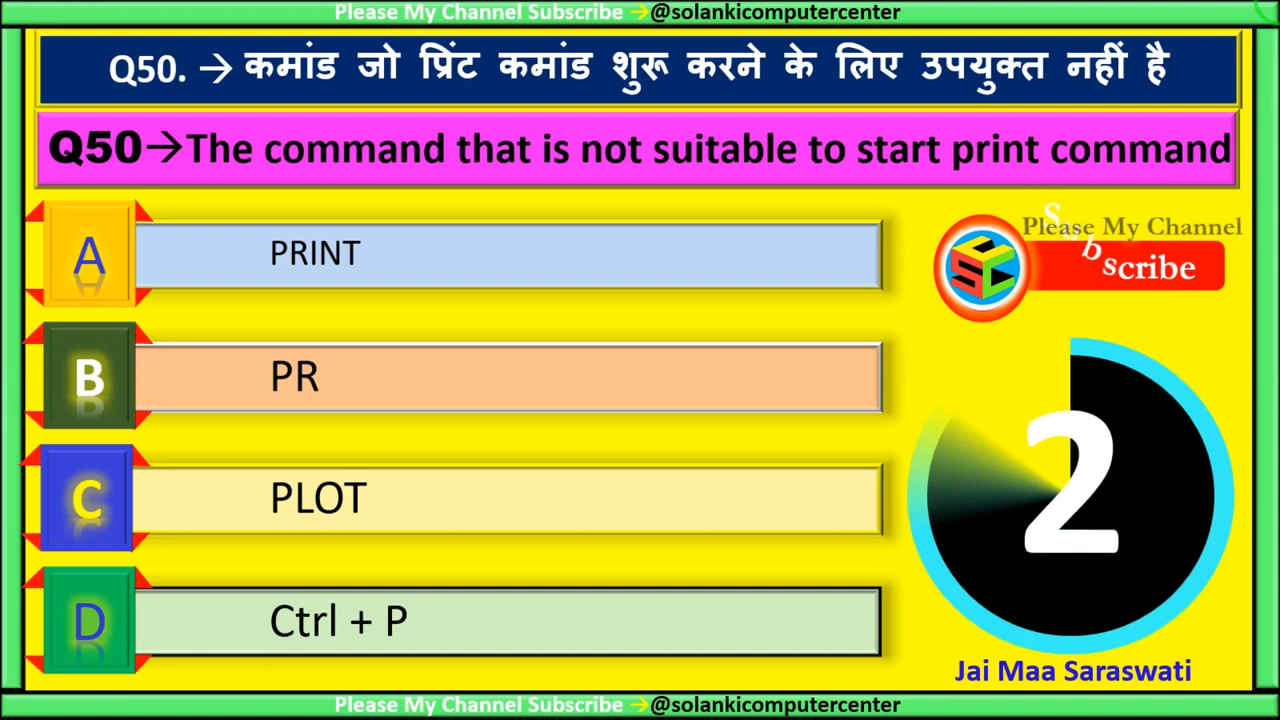 Please My Channel Subscribe →@solankicomputercenter
Q50. → कमांड जो प्रिंट कमांड शुरू करने के लिए उपयुक्त नहीं है
Q50→The command that is not suitable to start print command
A PRINT
Please My Channel
Subscribe
SCC
B PR
2
C PLOT
D Ctrl + P
Jai Maa Saraswati
Please My Channel Subscribe →@solankicomputercenter